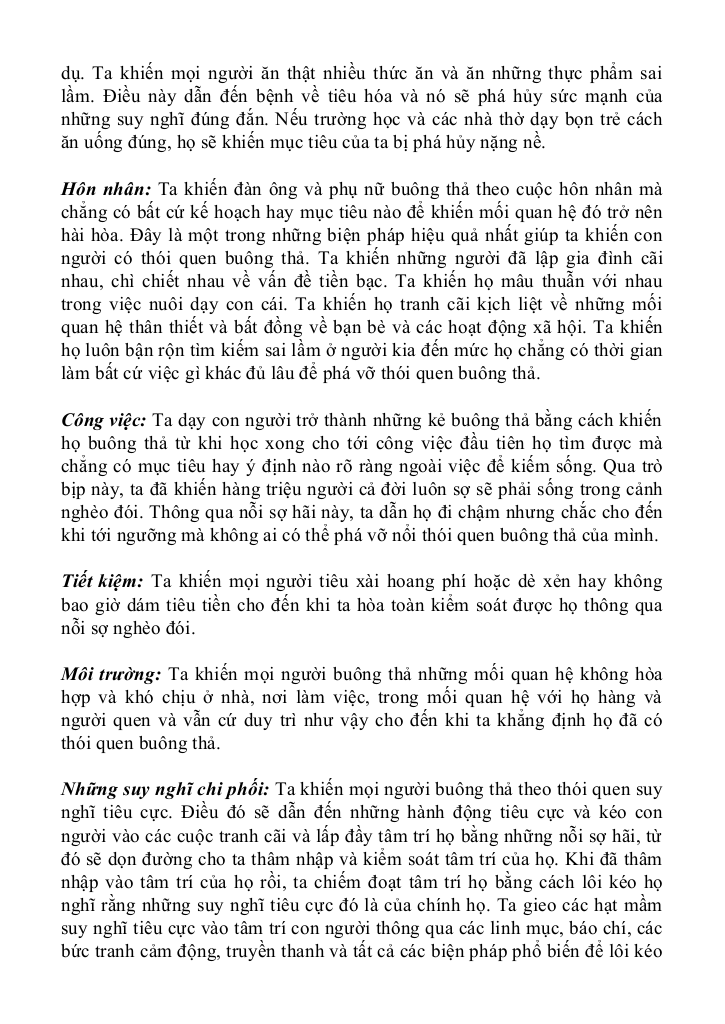 dụ. Ta khiến mọi người ăn thật nhiều thức ăn và ăn những thực phẩm sai
lầm. Điều này dẫn đến bệnh về tiêu hóa và nó sẽ phá hủy sức mạnh của
những suy nghĩ đúng đắn. Nếu trường học và các nhà thờ dạy bọn trẻ cách
ăn uống đúng, họ sẽ khiến mục tiêu của ta bị phá hủy nặng nề.
Hôn nhân: Ta khiến đàn ông và phụ nữ buông thả theo cuộc hôn nhân mà
chẳng có bất cứ kế hoạch hay mục tiêu nào để khiến mối quan hệ đó trở nên
hài hòa. Đây là một trong những biện pháp hiệu quả nhất giúp ta khiến con
người có thói quen buông thả. Ta khiến những người đã lập gia đình cãi
nhau, chì chiết nhau về vấn đề tiền bạc. Ta khiến họ mâu thuẫn với nhau
trong việc nuôi dạy con cái. Ta khiến họ tranh cãi kịch liệt về những mối
quan hệ thân thiết và bất đồng về bạn bè và các hoạt động xã hội. Ta khiến
họ luôn bận rộn tìm kiếm sai lầm ở người kia đến mức họ chẳng có thời gian
làm bất cứ việc gì khác đủ lâu để phá vỡ thói quen buông thả.
Công việc: Ta dạy con người trở thành những kẻ buông thả bằng cách khiến
họ buông thả từ khi học xong cho tới công việc đầu tiên họ tìm được mà
chẳng có mục tiêu hay ý định nào rõ ràng ngoài việc để kiếm sống. Qua trò
bịp này, ta đã khiến hàng triệu người cả đời luôn sợ sẽ phải sống trong cảnh
nghèo đói. Thông qua nỗi sợ hãi này, ta dẫn họ đi chậm nhưng chắc cho đến
khi tới ngưỡng mà không ai có thể phá vỡ nổi thói quen buông thả của mình.
Tiết kiệm: Ta khiến mọi người tiêu xài hoang phí hoặc dè xẻn hay không
bao giờ dám tiêu tiền cho đến khi ta hòa toàn kiểm soát được họ thông qua
nỗi sợ nghèo đói.
Môi trường: Ta khiến mọi người buông thả những mối quan hệ không hòa
hợp và khó chịu ở nhà, nơi làm việc, trong mối quan hệ với họ hàng và
người quen và vẫn cứ duy trì như vậy cho đến khi ta khẳng định họ đã có
thói quen buông thả.
Những suy nghĩ chi phối: Ta khiến mọi người buông thả theo thói quen suy
nghĩ tiêu cực. Điều đó sẽ dẫn đến những hành động tiêu cực và kéo con
người vào các cuộc tranh cãi và lấp đầy tâm trí họ bằng những nỗi sợ hãi, từ
đó sẽ dọn đường cho ta thâm nhập và kiểm soát tâm trí của họ. Khi đã thâm
nhập vào tâm trí của họ rồi, ta chiếm đoạt tâm trí họ bằng cách lôi kéo họ
nghĩ rằng những suy nghĩ tiêu cực đó là của chính họ. Ta gieo các hạt mầm
suy nghĩ tiêu cực vào tâm trí con người thông qua các linh mục, báo chí, các
bức tranh cảm động, truyền thanh và tất cả các biện pháp phổ biến để lôi kéo